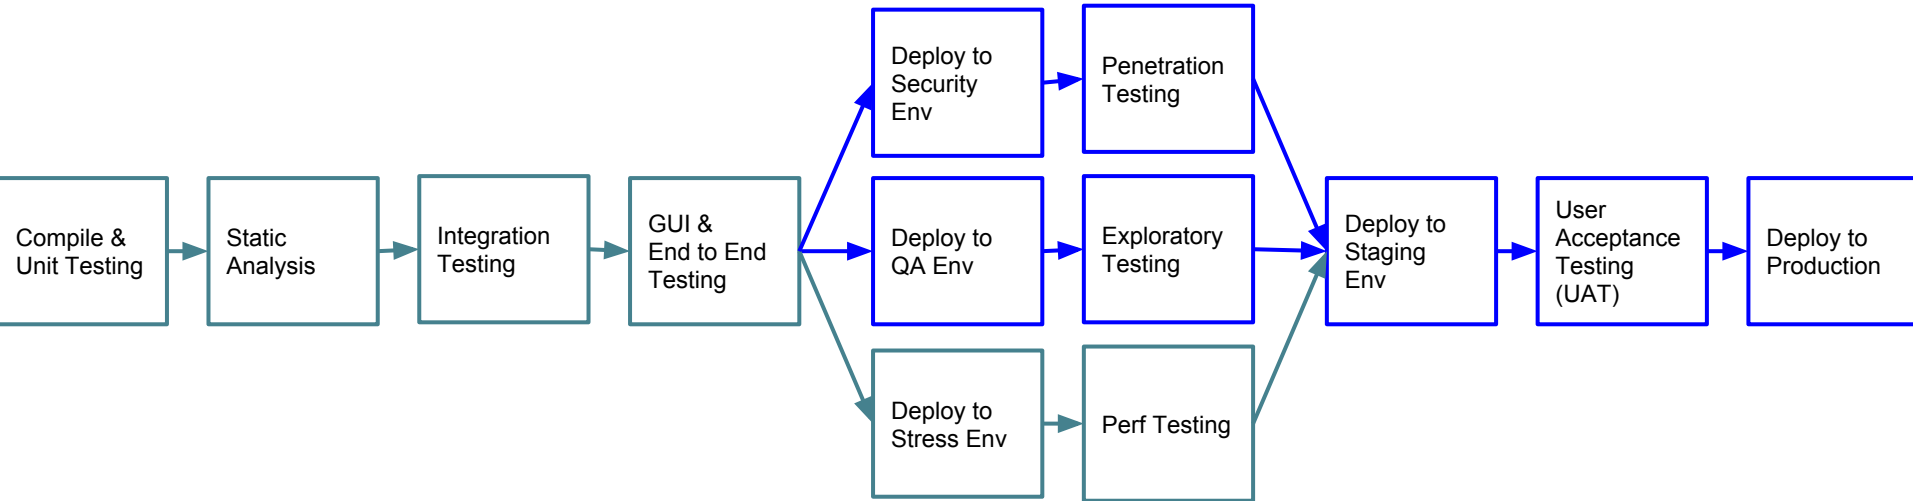 Compile &
Unit Testing
Static
Analysis
Integration
Testing
GUI &
End to End
Testing
Deploy to
Security
Env
Penetration
Testing
Deploy to
QA Env
Exploratory
Testing
Deploy to
Stress Env
Perf Testing
Deploy to
Staging
Env
User
Acceptance
Testing
(UAT)
Deploy to
Production